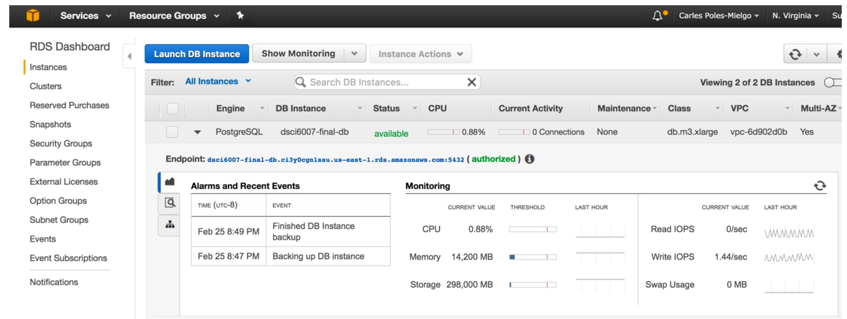 Services Resource Groups Carles Poles-Mielgo N. Virginia Su
RDS Dashboard
Instances
Clusters
Reserved Purchases
Snapshots
Security Groups
Parameter Groups
External Licenses
Option Groups
Subnet Groups
Events
Event Subscriptions
Notifications
Launch DB Instance Show Monitoring Instance Actions
Filter: All Instances Search DB Instances... Viewing 2 of 2 DB Instances
Engine DB Instance Status CPU Current Activity Maintenance Class VPC Multi-AZ
PostgreSQL dsci6007-final-db available 0.88% 0 Connections None db.m3.xlarge vpc-6d902d0b Yes
Endpoint: dsci6007-final-db.ci3y0cgn1ssu.us-east-1.rds.amazonaws.com:5432 ( authorized )
Alarms and Recent Events
TIME (UTC-8) EVENT
Feb 25 8:49 PM Finished DB Instance backup
Feb 25 8:47 PM Backing up DB instance
Monitoring
CURRENT VALUE THRESHOLD LAST HOUR CURRENT VALUE LAST HOUR
CPU 0.88% Read IOPS 0/sec
Memory 14,200 MB Write IOPS 1.44/sec
Storage 298,000 MB Swap Usage 0 MB